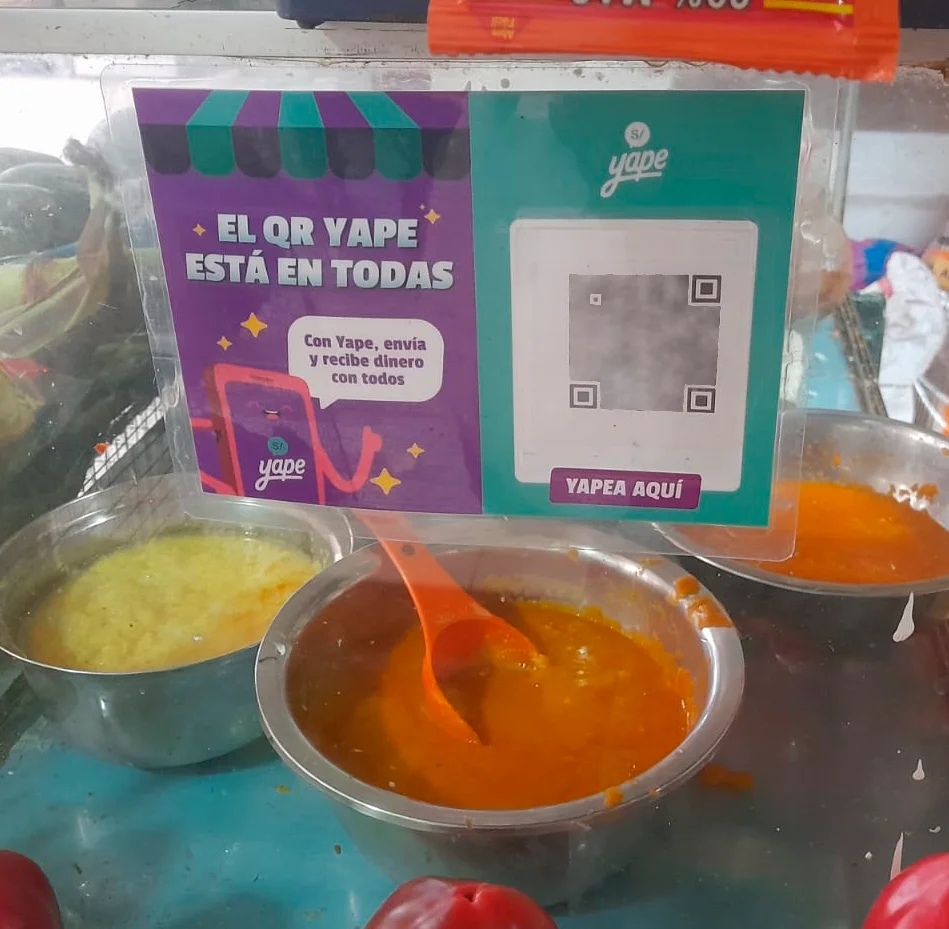 EL QR YAPE
ESTÁ EN TODAS
Con Yape, envía
y recibe dinero
con todos
S/
yape
S/
yape
YAPEA AQUÍ